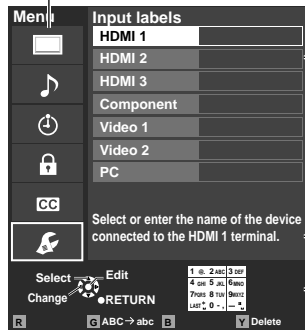 Menu
Input labels
HDMI 1
HDMI 2
HDMI 3
Component
Video 1
Video 2
PC
CC
Select or enter the name of the device
connected to the HDMI 1 terminal.
Select
Edit
Change
RETURN
1 @. 2 ABC 3 DEF
4 GHI 5 JKL 6 MNO
7 PQRS 8 TUV 9 WXYZ
LAST 0 - ,
R
G ABC → abc
B
Y Delete